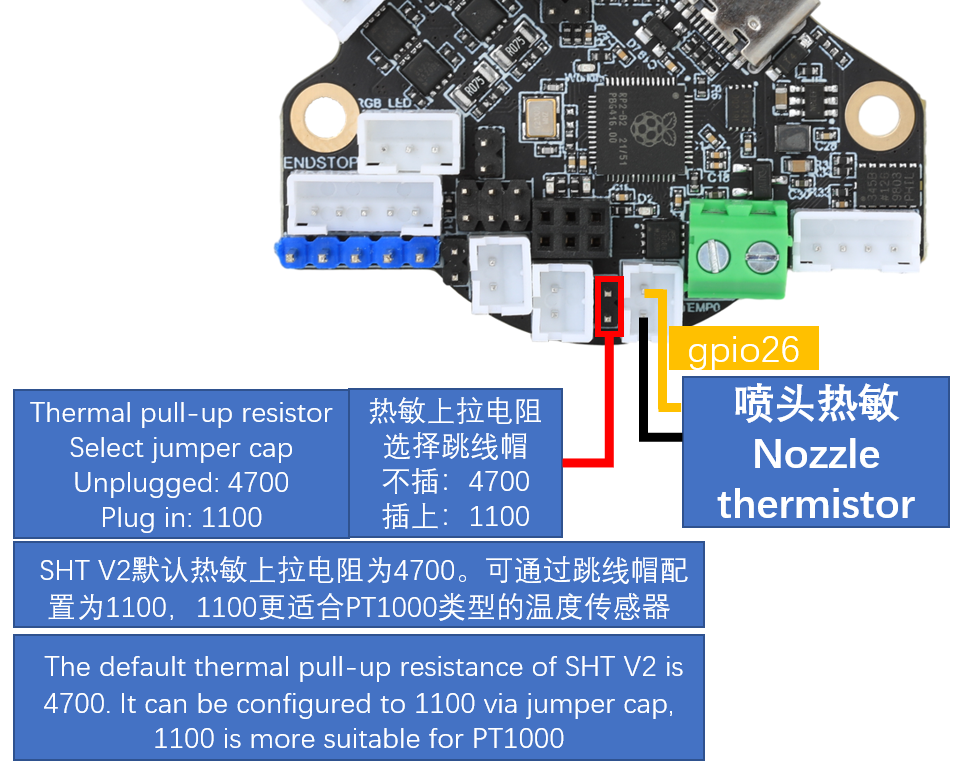 R075
R075
RGB LED
RP2-B2 21/51
P64416.00
ENDSTOP
C18
D2
TEMP0
gpio26
喷头热敏
Nozzle
thermistor
Thermal pull-up resistor
Select jumper cap
Unplugged: 4700
Plug in: 1100
热敏上拉电阻
选择跳线帽
不插：4700
插上：1100
SHT V2默认热敏上拉电阻为4700。可通过跳线帽配
置为1100，1100更适合PT1000类型的温度传感器
The default thermal pull-up resistance of SHT V2 is
4700. It can be configured to 1100 via jumper cap,
1100 is more suitable for PT1000